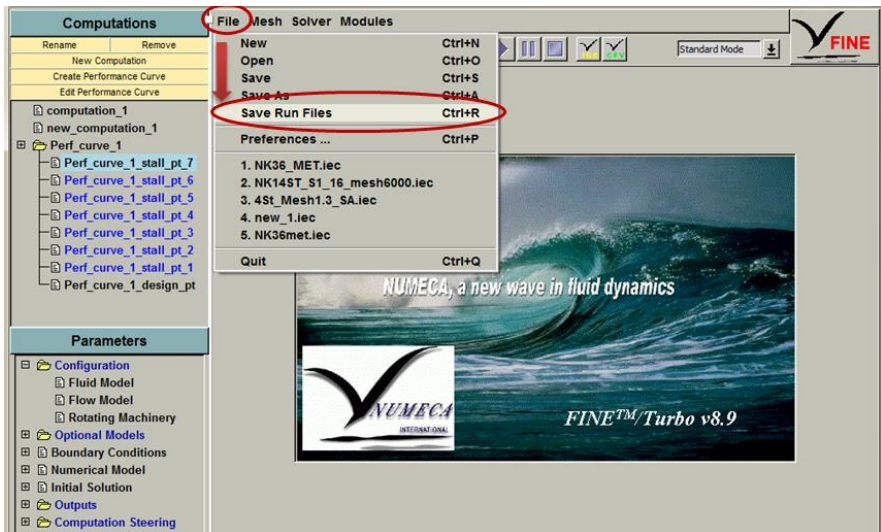 Computations
Rename Remove
New Computation
Create Performance Curve
Edit Performance Curve
computation_1
new_computation_1
Perf_curve_1
Perf_curve_1_stall_pt_7
Perf_curve_1_stall_pt_6
Perf_curve_1_stall_pt_5
Perf_curve_1_stall_pt_4
Perf_curve_1_stall_pt_3
Perf_curve_1_stall_pt_2
Perf_curve_1_stall_pt_1
Perf_curve_1_design_pt
Parameters
Configuration
Fluid Model
Flow Model
Rotating Machinery
Optional Models
Boundary Conditions
Numerical Model
Initial Solution
Outputs
Computation Steering
File Mesh Solver Modules
New Ctrl+N
Open Ctrl+O
Save Ctrl+S
Save As Ctrl+A
Save Run Files Ctrl+R
Preferences ... Ctrl+P
1. NK36_MET.iec
2. NK14ST_S1_16_mesh6000.iec
3. 4St_Mesh1.3_SA.iec
4. new_1.iec
5. NK36met.iec
Quit Ctrl+Q
Standard Mode
FINE
NUMECA, a new wave in fluid dynamics
NUMECA
INTERNATIONAL
FINE™/Turbo v8.9